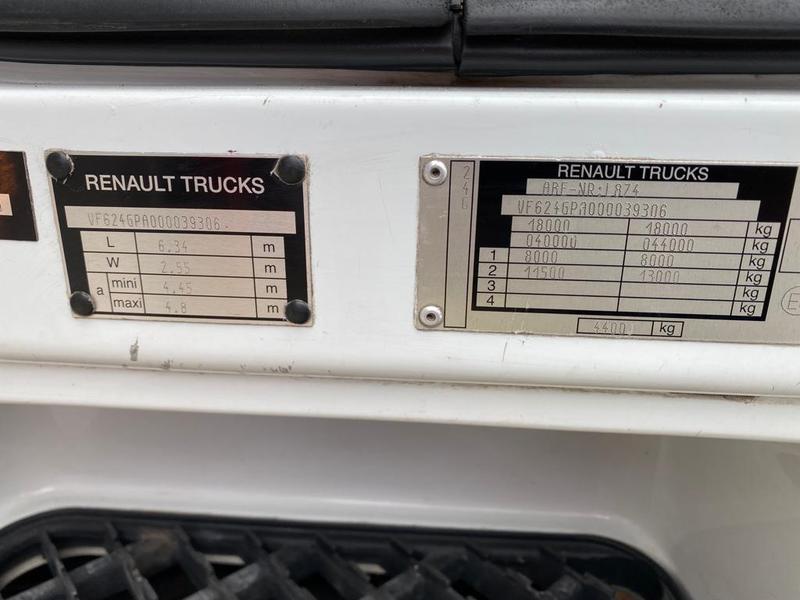 RENAULT TRUCKS
VF624GPA000039306
L 6.34 m
W 2.55 m
a mini 4.45 m
maxi 4.8 m
246
RENAULT TRUCKS
VF624GPA000039306
18000 18000 kg
040000 044000 kg
1 8000 8000 kg
2 11500 13000 kg
3 kg
4 kg
kg
E